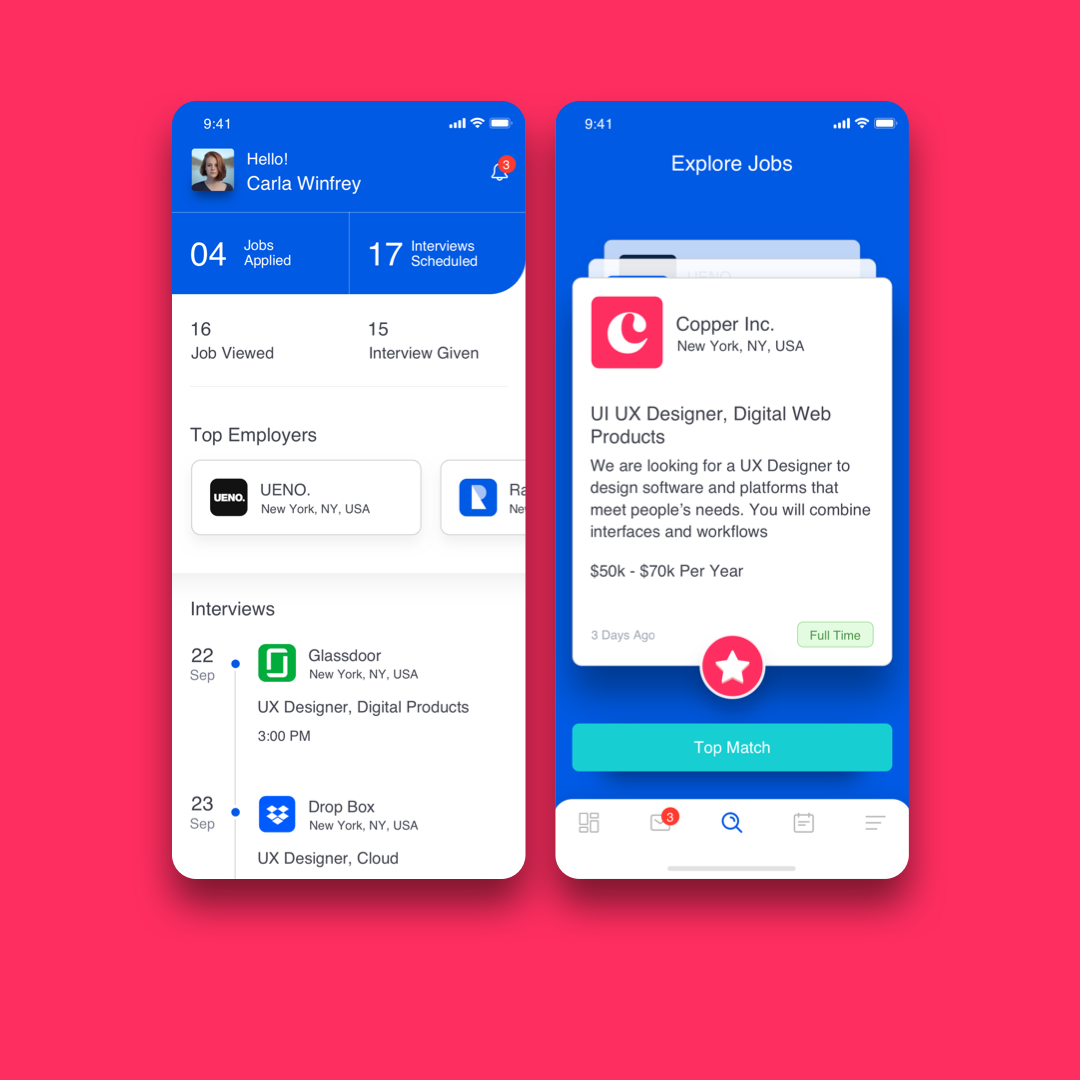 9:41
Hello!
Carla Winfrey
3
04
Jobs
Applied
17
Interviews
Scheduled
16
Job Viewed
15
Interview Given
Top Employers
UENO.
UENO.
New York, NY, USA
Ra
Ne
Interviews
22
Sep
Glassdoor
New York, NY, USA
UX Designer, Digital Products
3:00 PM
23
Sep
Drop Box
New York, NY, USA
UX Designer, Cloud
9:41
Explore Jobs
UENO
Copper Inc.
New York, NY, USA
UI UX Designer, Digital Web
Products
We are looking for a UX Designer to
design software and platforms that
meet people’s needs. You will combine
interfaces and workflows
$50k - $70k Per Year
3 Days Ago
Full Time
Top Match
3